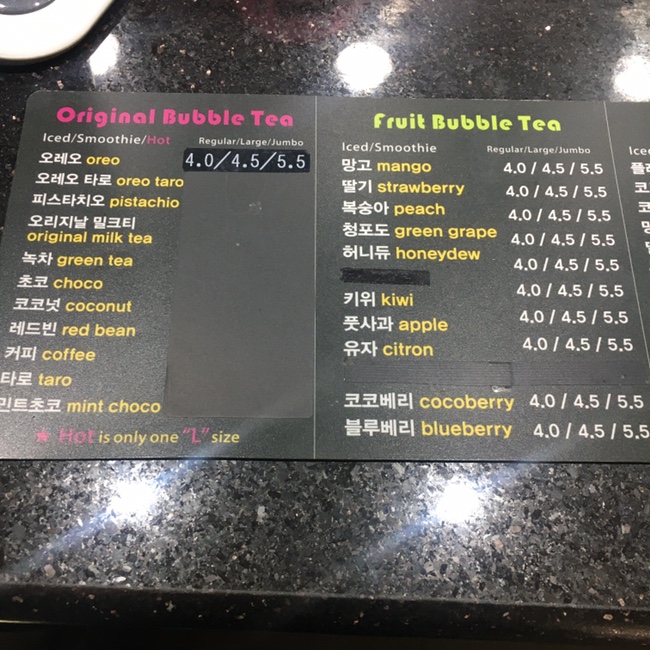 Original Bubble Tea
Iced/Smoothie/Hot Regular/Large/Jumbo
오레오 oreo 4.0/4.5/5.5
오레오 타로 oreo taro
피스타치오 pistachio
오리지날 밀크티
original milk tea
녹차 green tea
초코 choco
코코넛 coconut
레드빈 red bean
커피 coffee
타로 taro
민트초코 mint choco
★ Hot is only one "L" size
Fruit Bubble Tea
Iced/Smoothie Regular/Large/Jumbo
망고 mango 4.0 / 4.5 / 5.5
딸기 strawberry 4.0 / 4.5 / 5.5
복숭아 peach 4.0 / 4.5 / 5.5
청포도 green grape 4.0 / 4.5 / 5.5
허니듀 honeydew 4.0 / 4.5 / 5.5
4.0 / 4.5 / 5.5
키위 kiwi 4.0 / 4.5 / 5.5
풋사과 apple 4.0 / 4.5 / 5.5
유자 citron
코코베리 cocoberry 4.0 / 4.5 / 5.5
블루베리 blueberry 4.0 / 4.5 / 5.5